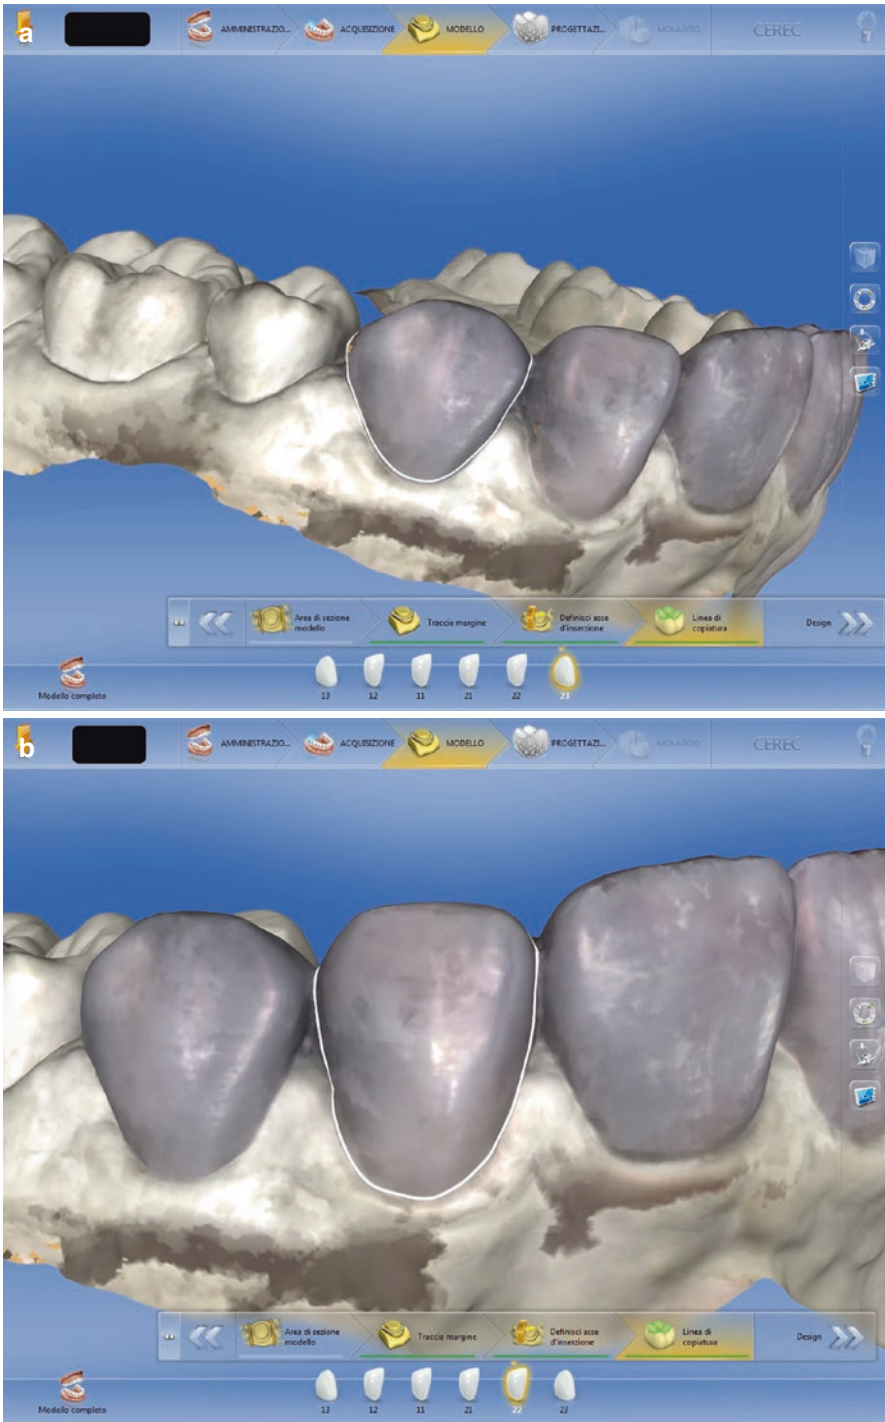 a
AMMINISTRAZIO...
ACQUISIZIONE
MODELLO
PROGETTAZI...
MOLAGGIO
CEREC
Area di sezione
modello
Traccia margine
Definisci asse
d'inserzione
Linea di
copiatura
Design
Modello completo
13 12 11 21 22 23
b
AMMINISTRAZIO...
ACQUISIZIONE
MODELLO
PROGETTAZI...
MOLAGGIO
CEREC
Area di sezione
modello
Traccia margine
Definisci asse
d'inserzione
Linea di
copiatura
Design
Modello completo
13 12 11 21 22 23